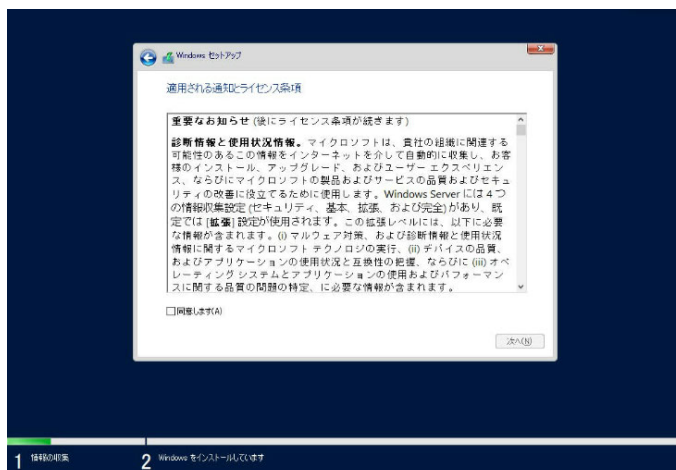 Windows セットアップ
適用される通知とライセンス条項
重要なお知らせ (後にライセンス条項が続きます)
診断情報と使用状況情報。マイクロソフトは、貴社の組織に関連する
可能性のあるこの情報をインターネットを介して自動的に収集し、お客
様のインストール、アップグレード、およびユーザー エクスペリエン
ス、ならびにマイクロソフトの製品およびサービスの品質およびセキュ
リティの改善に役立てるために使用します。Windows Server には 4 つ
の情報収集設定 (セキュリティ、基本、拡張、および完全) があり、既
定では [拡張] 設定が使用されます。この拡張レベルには、以下に必要
な情報が含まれます。(i) マルウェア対策、および診断情報と使用状況
情報に関するマイクロソフト テクノロジの実行、(ii) デバイスの品質、
およびアプリケーションの使用状況と互換性の把握、ならびに (iii) オペ
レーティング システムとアプリケーションの使用およびパフォーマン
スに関する品質の問題の特定、に必要な情報が含まれます。
同意します(A)
次へ(N)
1 情報の収集
2 Windows をインストールしています